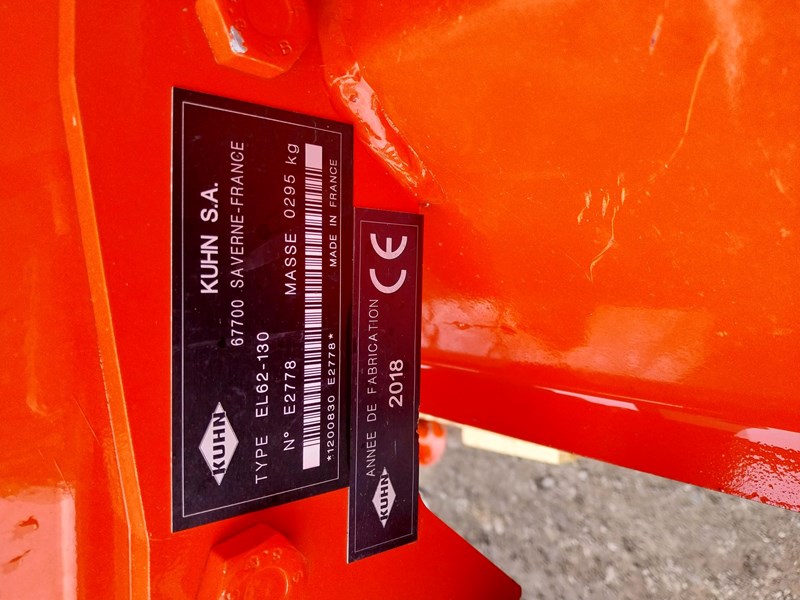 KUHN
KUHN S.A.
67700 SAVERNE-FRANCE
TYPE EL62-130
N° E2778 MASSE 0295 kg
*1200830 E2778*
MADE IN FRANCE
KUHN
ANNEE DE FABRICATION
2018
CE